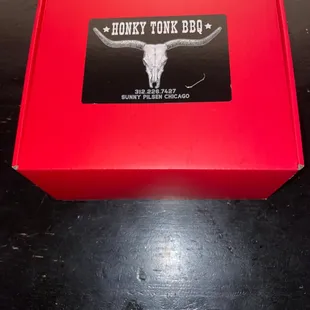 ★ HONKY TONK BBQ ★
312.226.7427
SUNNY PILSEN CHICAGO